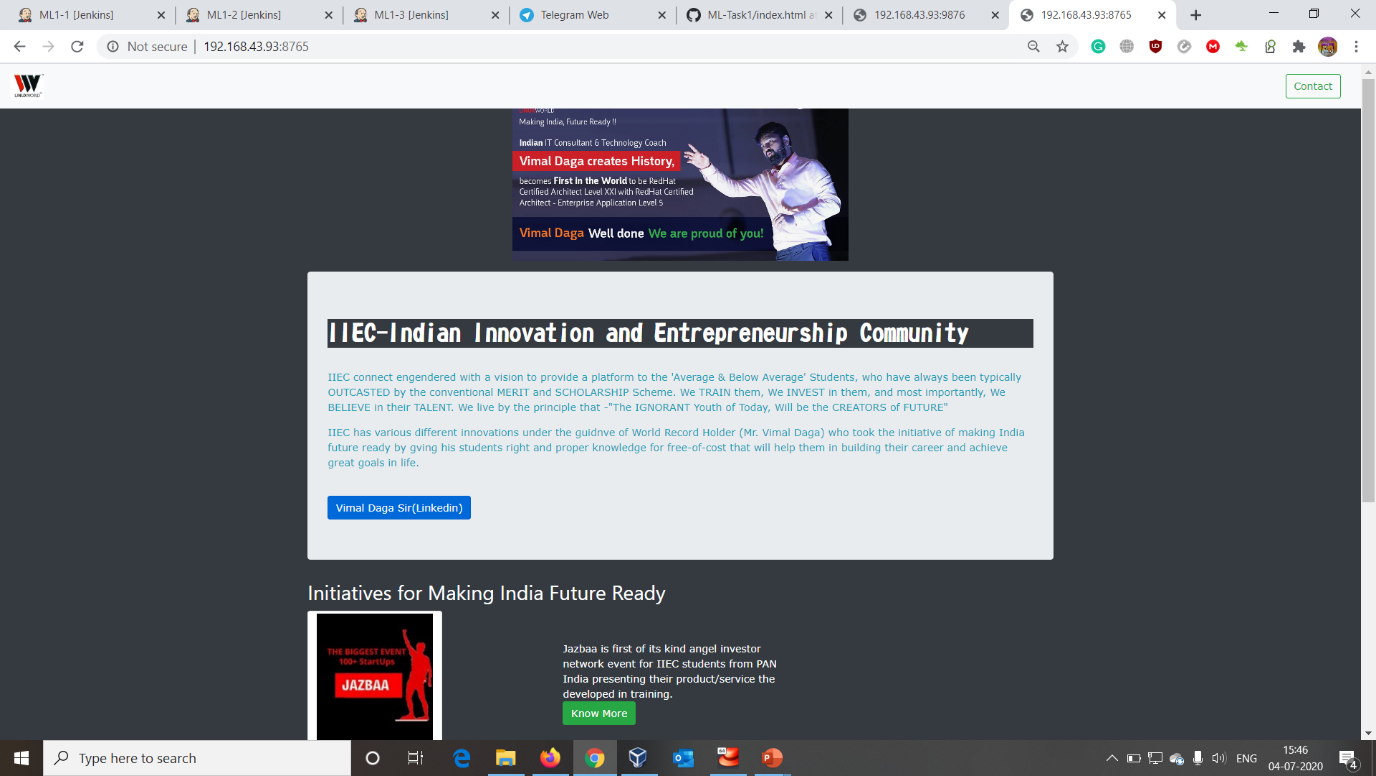 ML1-1 [Jenkins]
ML1-2 [Jenkins]
ML1-3 [Jenkins]
Telegram Web
ML-Task1/index.html a
192.168.43.93:9876
192.168.43.93:8765
Not secure | 192.168.43.93:8765
LINUXWORLD
Contact
WORLD
Making India, Future Ready !!
Indian IT Consultant & Technology Coach
Vimal Daga creates History,
becomes First in the World to be RedHat
Certified Architect Level XXI with RedHat Certified
Architect - Enterprise Application Level 5
Vimal Daga Well done We are proud of you!
IIEC-Indian Innovation and Entrepreneurship Community
IIEC connect engendered with a vision to provide a platform to the 'Average & Below Average' Students, who have always been typically
OUTCASTED by the conventional MERIT and SCHOLARSHIP Scheme. We TRAIN them, We INVEST in them, and most importantly, We
BELIEVE in their TALENT. We live by the principle that -"The IGNORANT Youth of Today, Will be the CREATORS of FUTURE"
IIEC has various different innovations under the guidnve of World Record Holder (Mr. Vimal Daga) who took the initiative of making India
future ready by gving his students right and proper knowledge for free-of-cost that will help them in building their career and achieve
great goals in life.
Vimal Daga Sir(Linkedin)
Initiatives for Making India Future Ready
THE BIGGEST EVENT
100+ StartUps
JAZBAA
Jazbaa is first of its kind angel investor
network event for IIEC students from PAN
India presenting their product/service the
developed in training.
Know More
Type here to search
ENG
15:46
04-07-2020
4